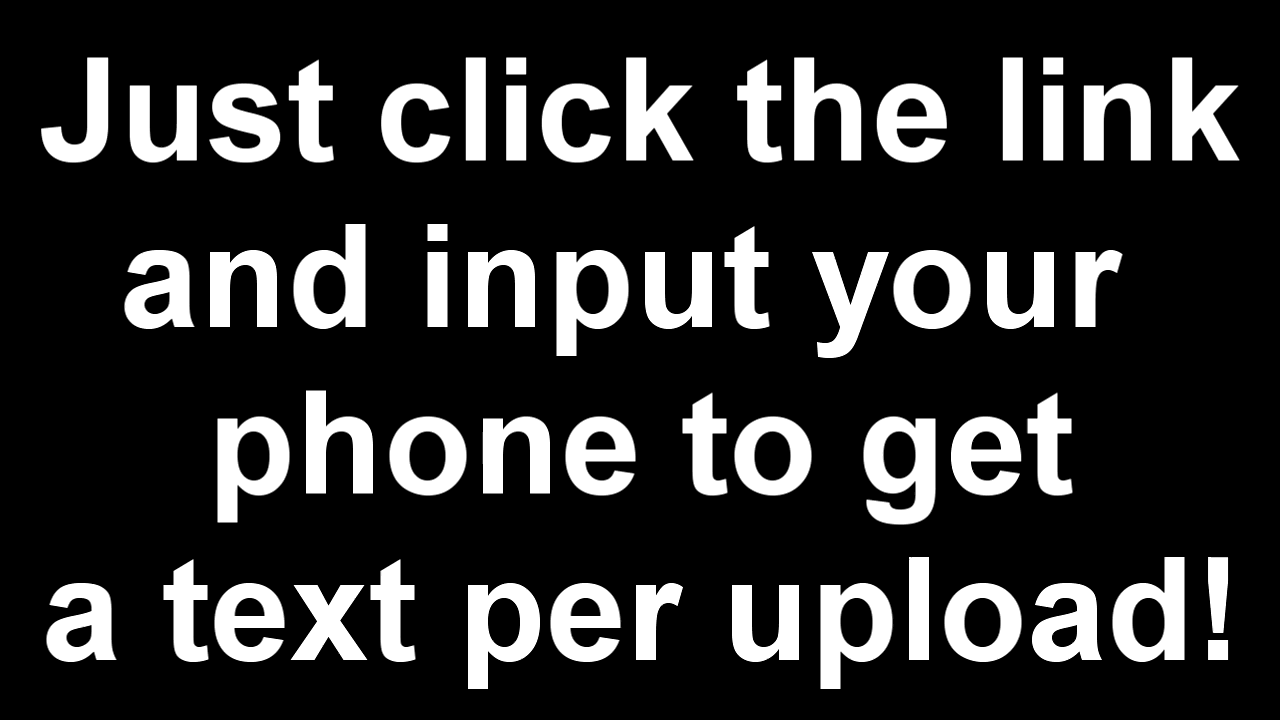 Just click the link
and input your
phone to get
a text per upload!